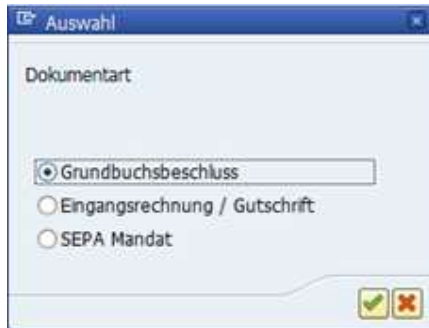 Auswahl
Dokumentart
Grundbuchsbeschluss
Eingangsrechnung / Gutschrift
SEPA Mandat